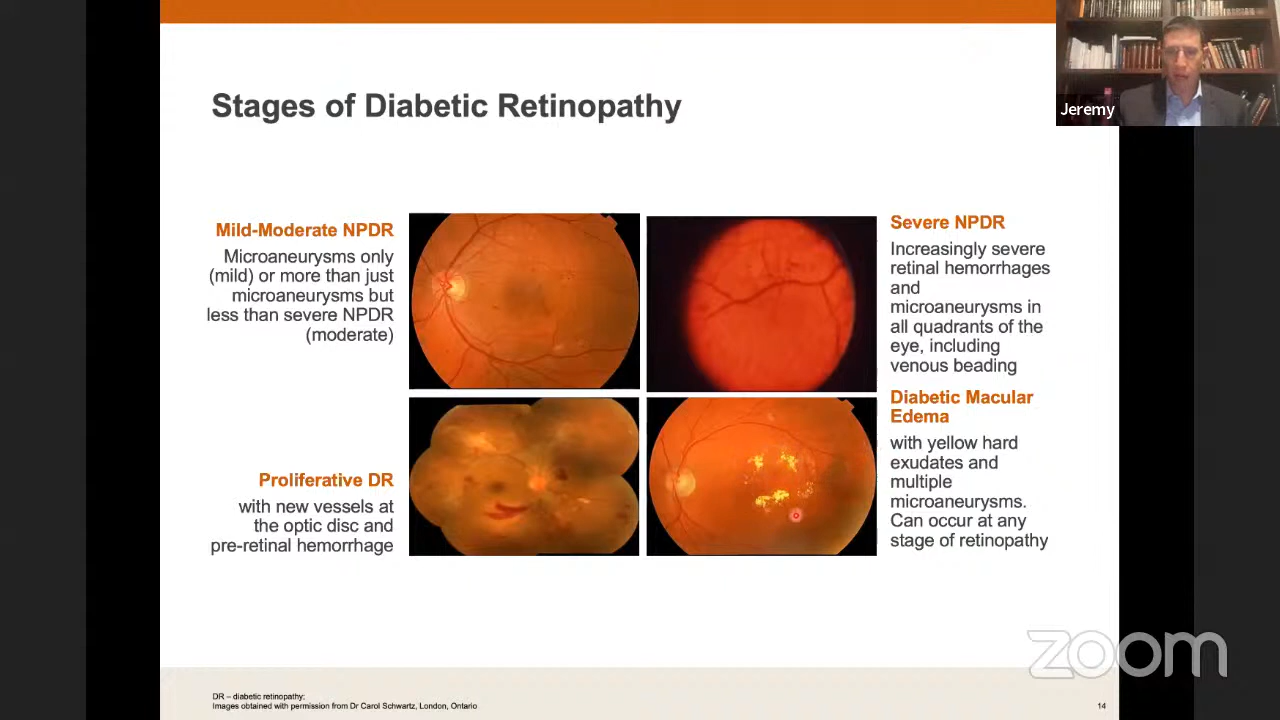 Stages of Diabetic Retinopathy
Jeremy
Mild-Moderate NPDR
Microaneurysms only
(mild) or more than just
microaneurysms but
less than severe NPDR
(moderate)
Severe NPDR
Increasingly severe
retinal hemorrhages
and
microaneurysms in
all quadrants of the
eye, including
venous beading
Proliferative DR
with new vessels at
the optic disc and
pre-retinal hemorrhage
Diabetic Macular
Edema
with yellow hard
exudates and
multiple
microaneurysms.
Can occur at any
stage of retinopathy
zoom
DR – diabetic retinopathy;
Images obtained with permission from Dr Carol Schwartz, London, Ontario
14